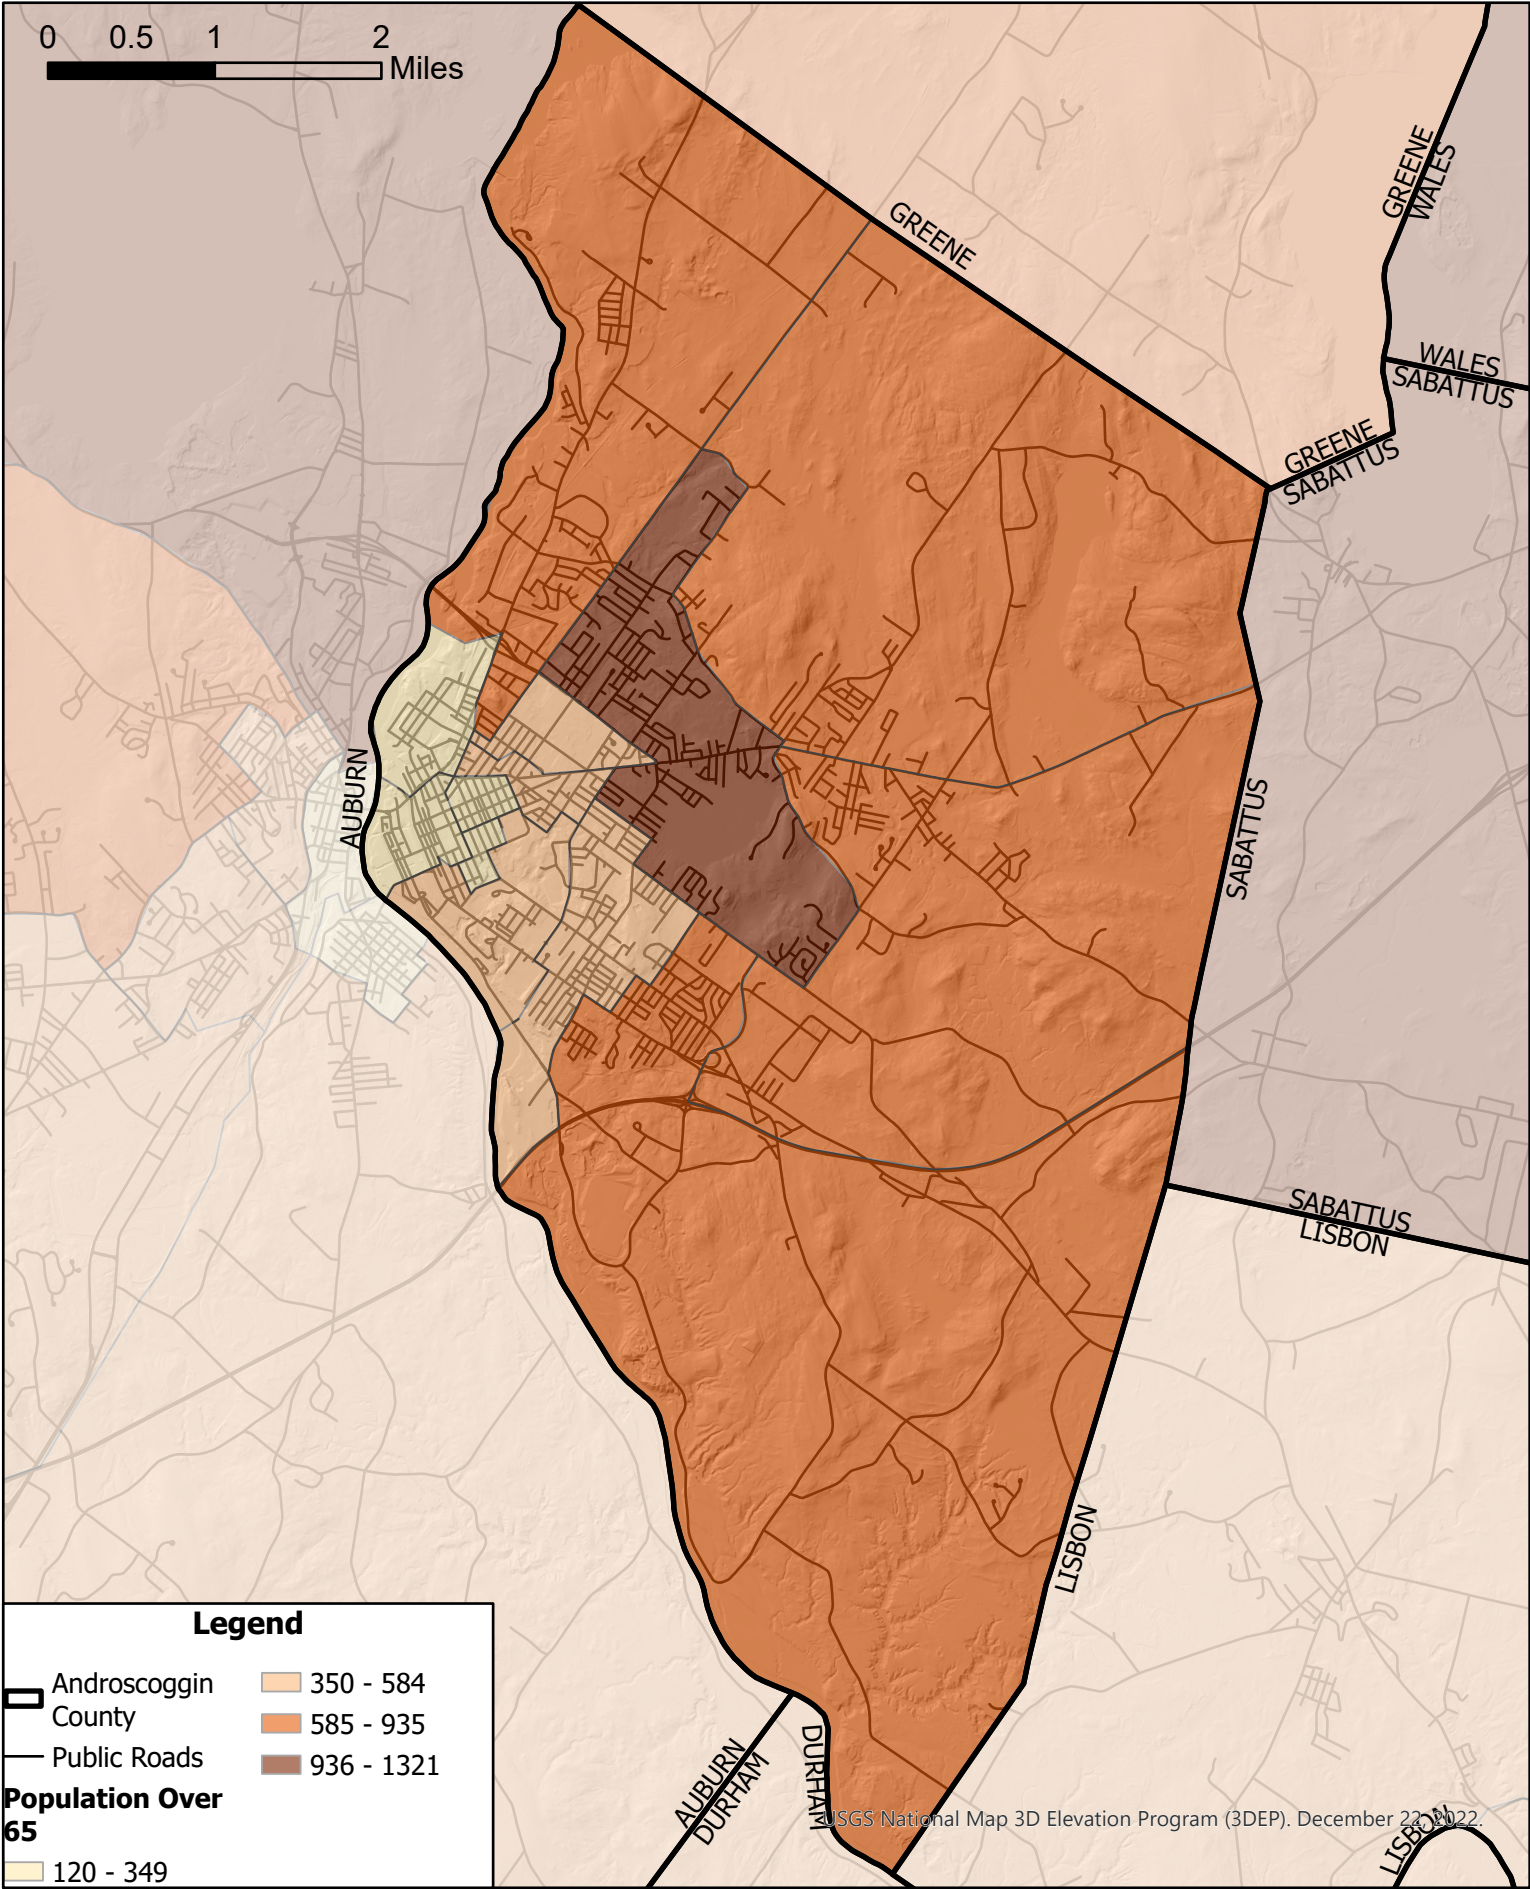 0 0.5 1 2
Miles
GREENE
WALES
GREENE
WALES
SABATTUS
GREENE
SABATTUS
AUBURN
SABATTUS
SABATTUS
LISBON
LISBON
Legend
Androscoggin
County
Public Roads
Population Over
65
120 - 349
350 - 584
585 - 935
936 - 1321
AUBURN
DURHAM
DURHAM
USGS National Map 3D Elevation Program (3DEP). December 22, 2022.
LISBON